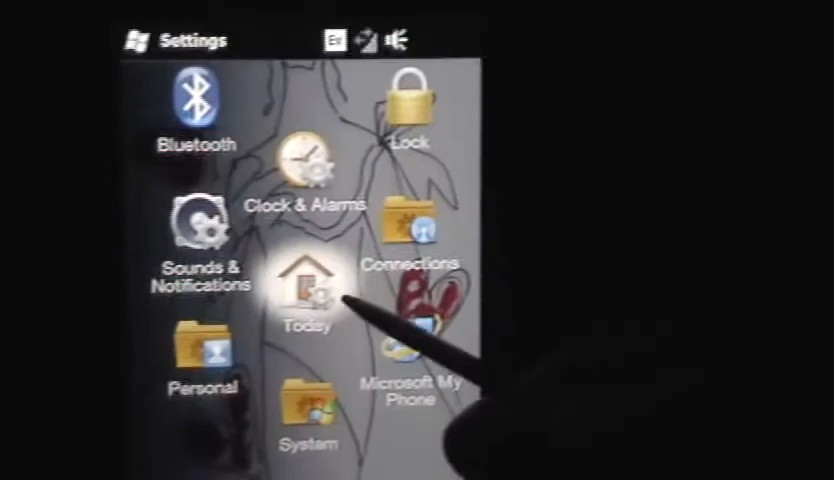 Settings
Bluetooth
Lock
Clock & Alarms
Sounds &
Notifications
Connections
Today
Personal
Microsoft My
Phone
System